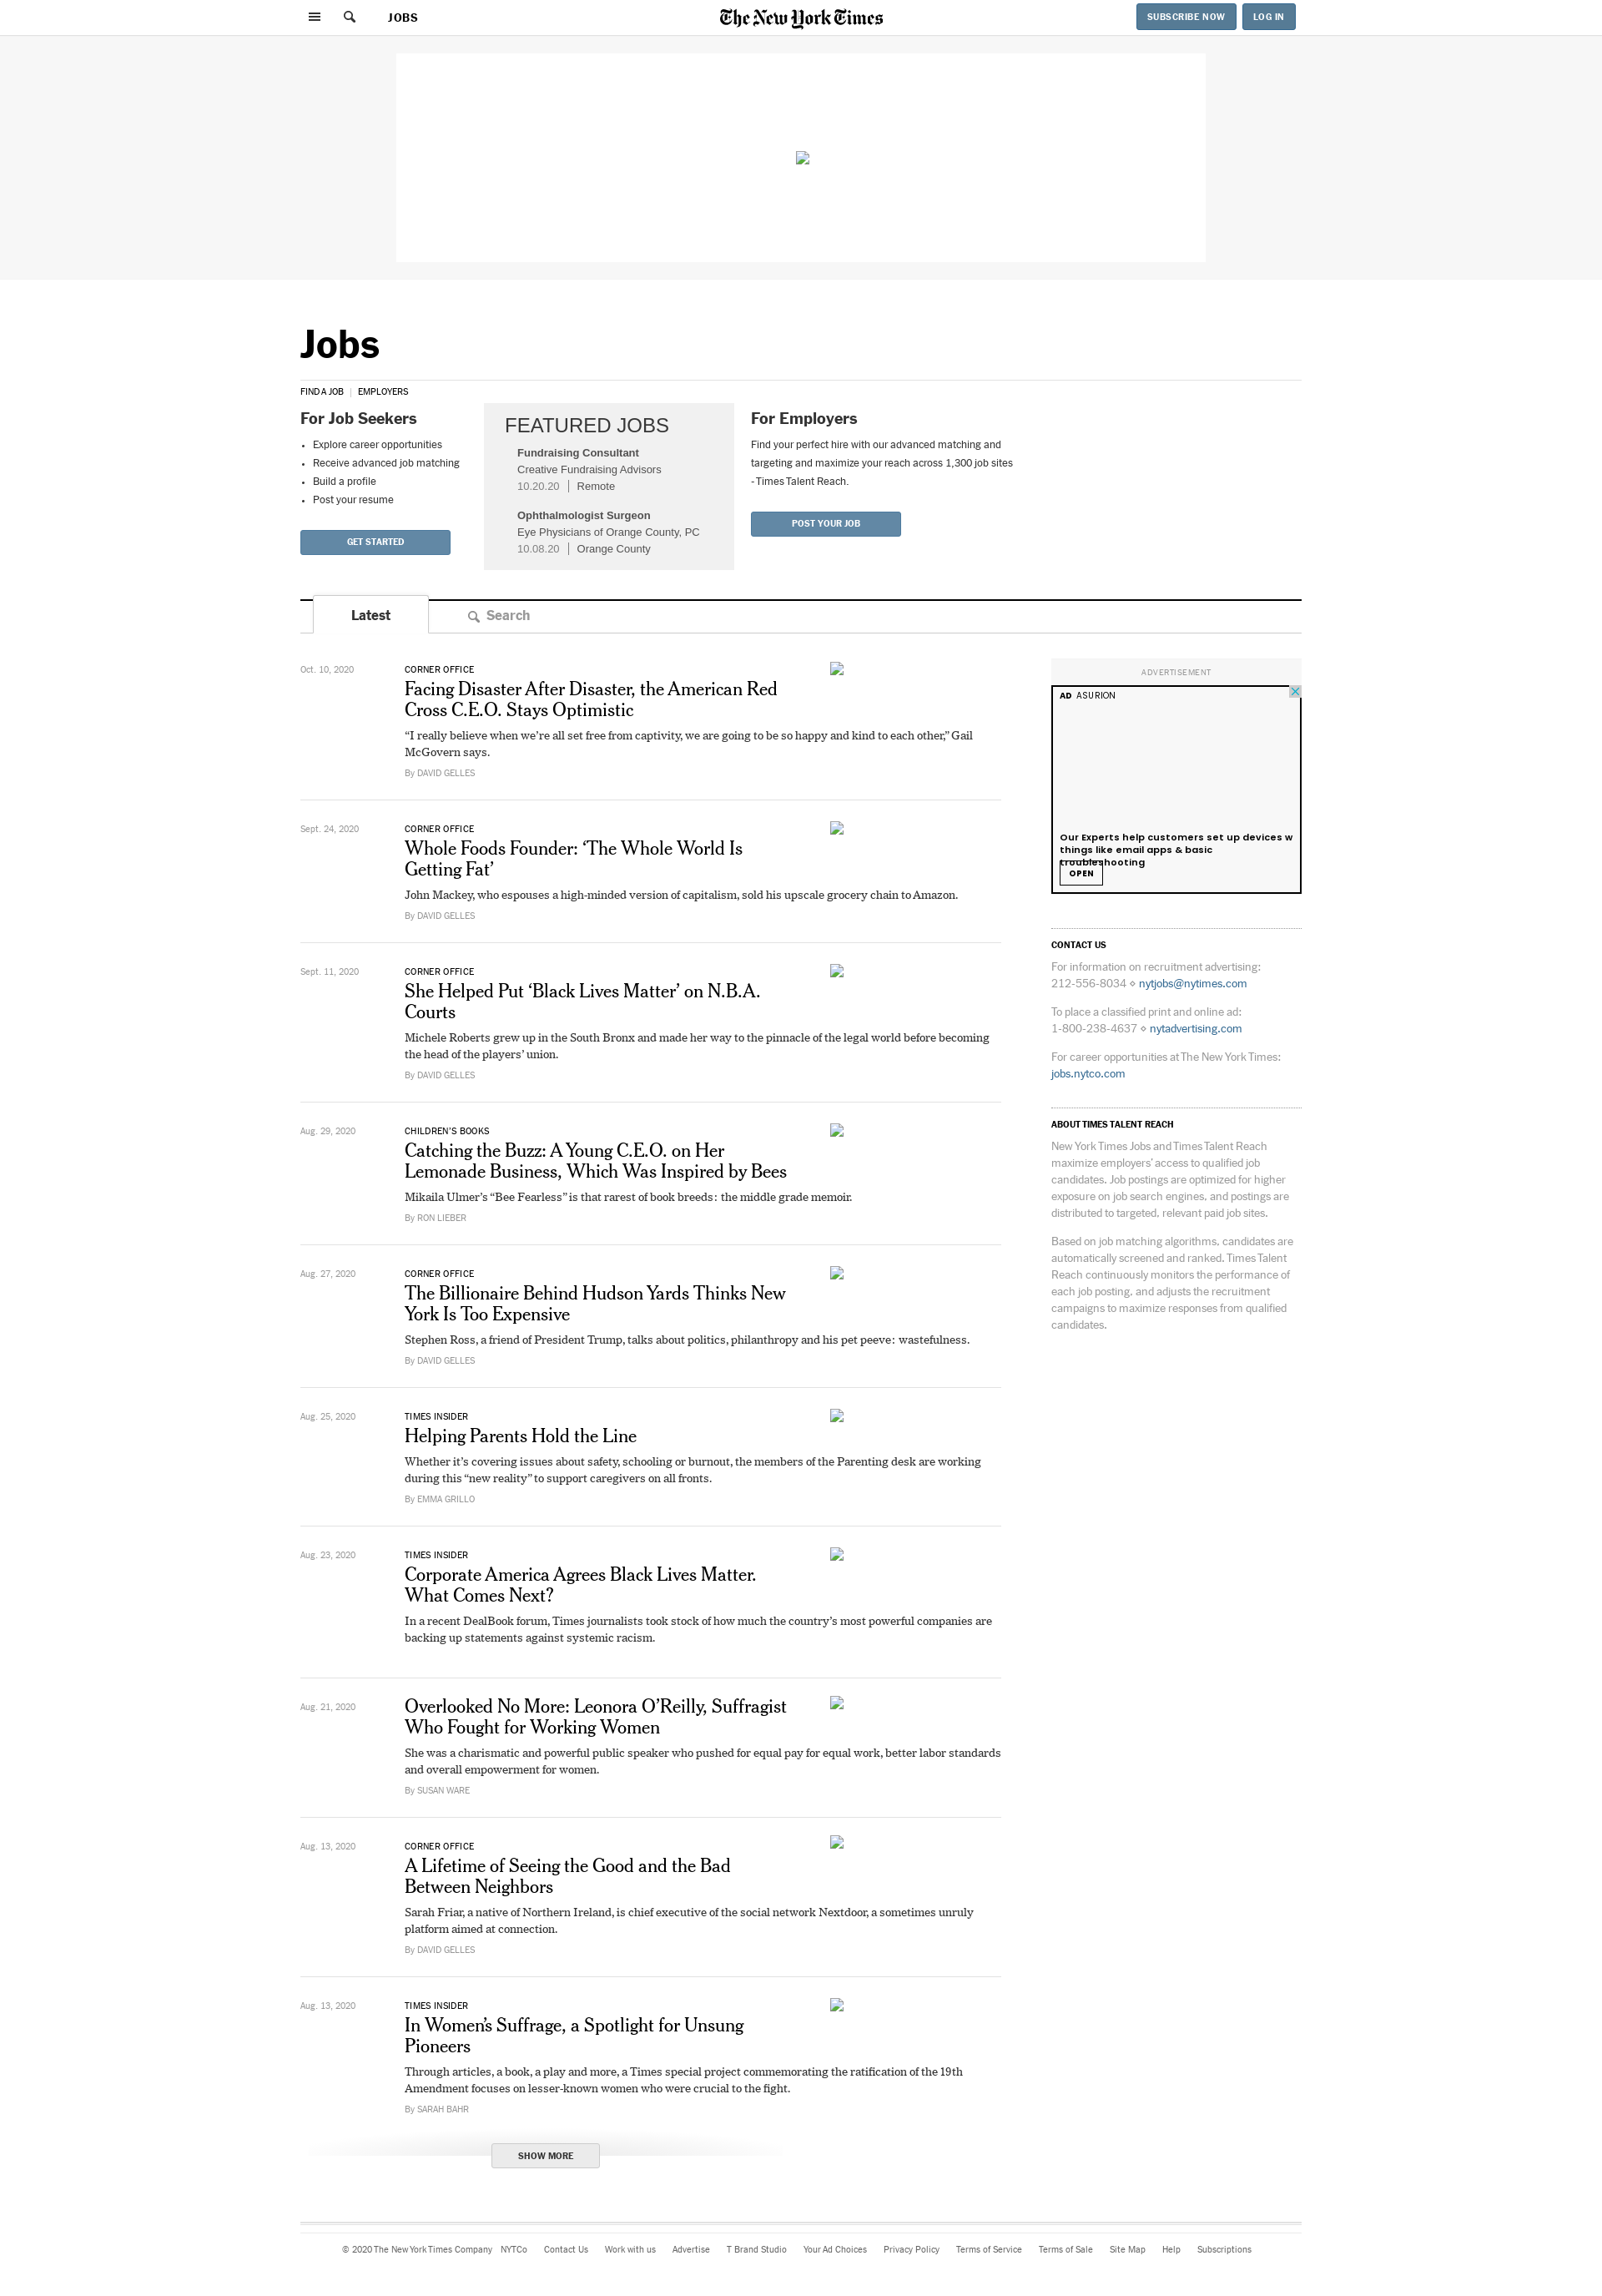 JOBS
The New York Times
SUBSCRIBE NOW
LOG IN
Jobs
FIND A JOB | EMPLOYERS
For Job Seekers
• Explore career opportunities
• Receive advanced job matching
• Build a profile
• Post your resume
GET STARTED
FEATURED JOBS
Fundraising Consultant
Creative Fundraising Advisors
10.20.20 | Remote
Ophthalmologist Surgeon
Eye Physicians of Orange County, PC
10.08.20 | Orange County
For Employers
Find your perfect hire with our advanced matching and
targeting and maximize your reach across 1,300 job sites
- Times Talent Reach.
POST YOUR JOB
Latest
Search
Oct. 10, 2020
CORNER OFFICE
Facing Disaster After Disaster, the American Red
Cross C.E.O. Stays Optimistic
“I really believe when we’re all set free from captivity, we are going to be so happy and kind to each other,” Gail
McGovern says.
By DAVID GELLES
Sept. 24, 2020
CORNER OFFICE
Whole Foods Founder: ‘The Whole World Is
Getting Fat’
John Mackey, who espouses a high-minded version of capitalism, sold his upscale grocery chain to Amazon.
By DAVID GELLES
Sept. 11, 2020
CORNER OFFICE
She Helped Put ‘Black Lives Matter’ on N.B.A.
Courts
Michele Roberts grew up in the South Bronx and made her way to the pinnacle of the legal world before becoming
the head of the players’ union.
By DAVID GELLES
Aug. 29, 2020
CHILDREN’S BOOKS
Catching the Buzz: A Young C.E.O. on Her
Lemonade Business, Which Was Inspired by Bees
Mikaila Ulmer’s “Bee Fearless” is that rarest of book breeds: the middle grade memoir.
By RON LIEBER
Aug. 27, 2020
CORNER OFFICE
The Billionaire Behind Hudson Yards Thinks New
York Is Too Expensive
Stephen Ross, a friend of President Trump, talks about politics, philanthropy and his pet peeve: wastefulness.
By DAVID GELLES
Aug. 25, 2020
TIMES INSIDER
Helping Parents Hold the Line
Whether it’s covering issues about safety, schooling or burnout, the members of the Parenting desk are working
during this “new reality” to support caregivers on all fronts.
By EMMA GRILLO
Aug. 23, 2020
TIMES INSIDER
Corporate America Agrees Black Lives Matter.
What Comes Next?
In a recent DealBook forum, Times journalists took stock of how much the country’s most powerful companies are
backing up statements against systemic racism.
Aug. 21, 2020
Overlooked No More: Leonora O’Reilly, Suffragist
Who Fought for Working Women
She was a charismatic and powerful public speaker who pushed for equal pay for equal work, better labor standards
and overall empowerment for women.
By SUSAN WARE
Aug. 13, 2020
CORNER OFFICE
A Lifetime of Seeing the Good and the Bad
Between Neighbors
Sarah Friar, a native of Northern Ireland, is chief executive of the social network Nextdoor, a sometimes unruly
platform aimed at connection.
By DAVID GELLES
Aug. 13, 2020
TIMES INSIDER
In Women’s Suffrage, a Spotlight for Unsung
Pioneers
Through articles, a book, a play and more, a Times special project commemorating the ratification of the 19th
Amendment focuses on lesser-known women who were crucial to the fight.
By SARAH BAHR
SHOW MORE
ADVERTISEMENT
AD ASURION
Our Experts help customers set up devices w
things like email apps & basic
troubleshooting
OPEN
CONTACT US
For information on recruitment advertising:
212-556-8034 ⋄ nytjobs@nytimes.com
To place a classified print and online ad:
1-800-238-4637 ⋄ nytadvertising.com
For career opportunities at The New York Times:
jobs.nytco.com
ABOUT TIMES TALENT REACH
New York Times Jobs and Times Talent Reach
maximize employers’ access to qualified job
candidates. Job postings are optimized for higher
exposure on job search engines, and postings are
distributed to targeted, relevant paid job sites.
Based on job matching algorithms, candidates are
automatically screened and ranked. Times Talent
Reach continuously monitors the performance of
each job posting, and adjusts the recruitment
campaigns to maximize responses from qualified
candidates.
© 2020 The New York Times Company NYTCo Contact Us Work with us Advertise T Brand Studio Your Ad Choices Privacy Policy Terms of Service Terms of Sale Site Map Help Subscriptions